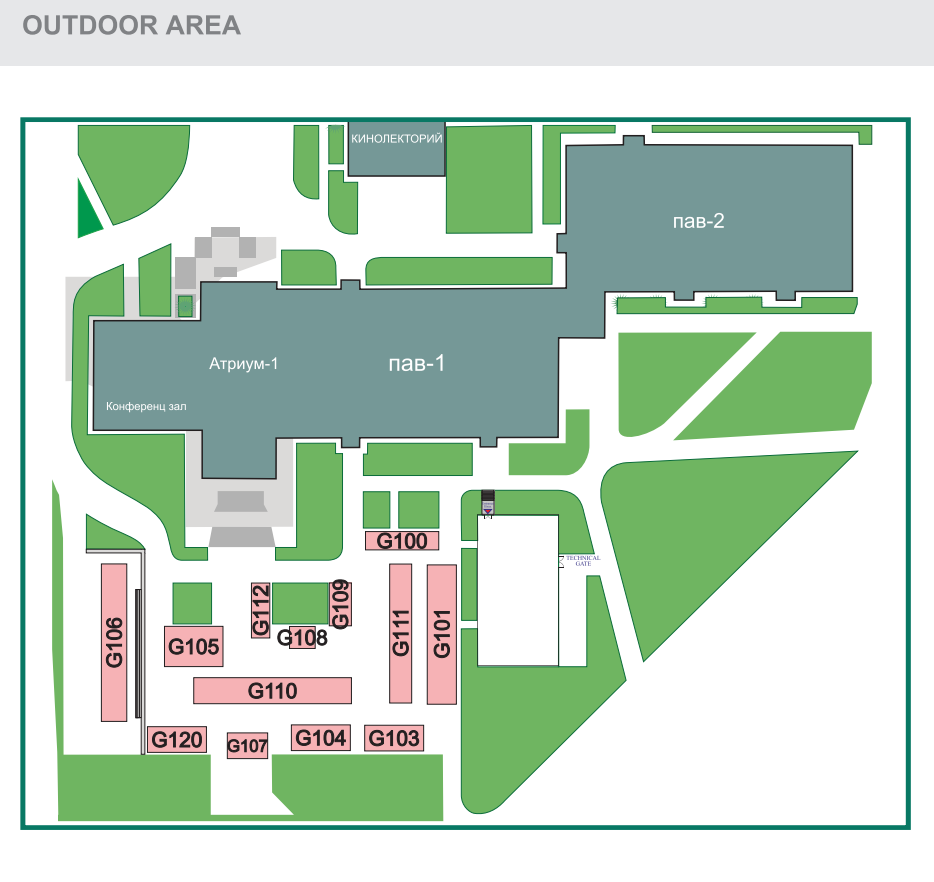 OUTDOOR AREA
КИНОЛЕКТОРИЙ
пав-2
Атриум-1
пав-1
Конференц зал
G100
TECHNICAL
GATE
G106
G105
G112
G108
G109
G111
G101
G110
G120
G107
G104
G103